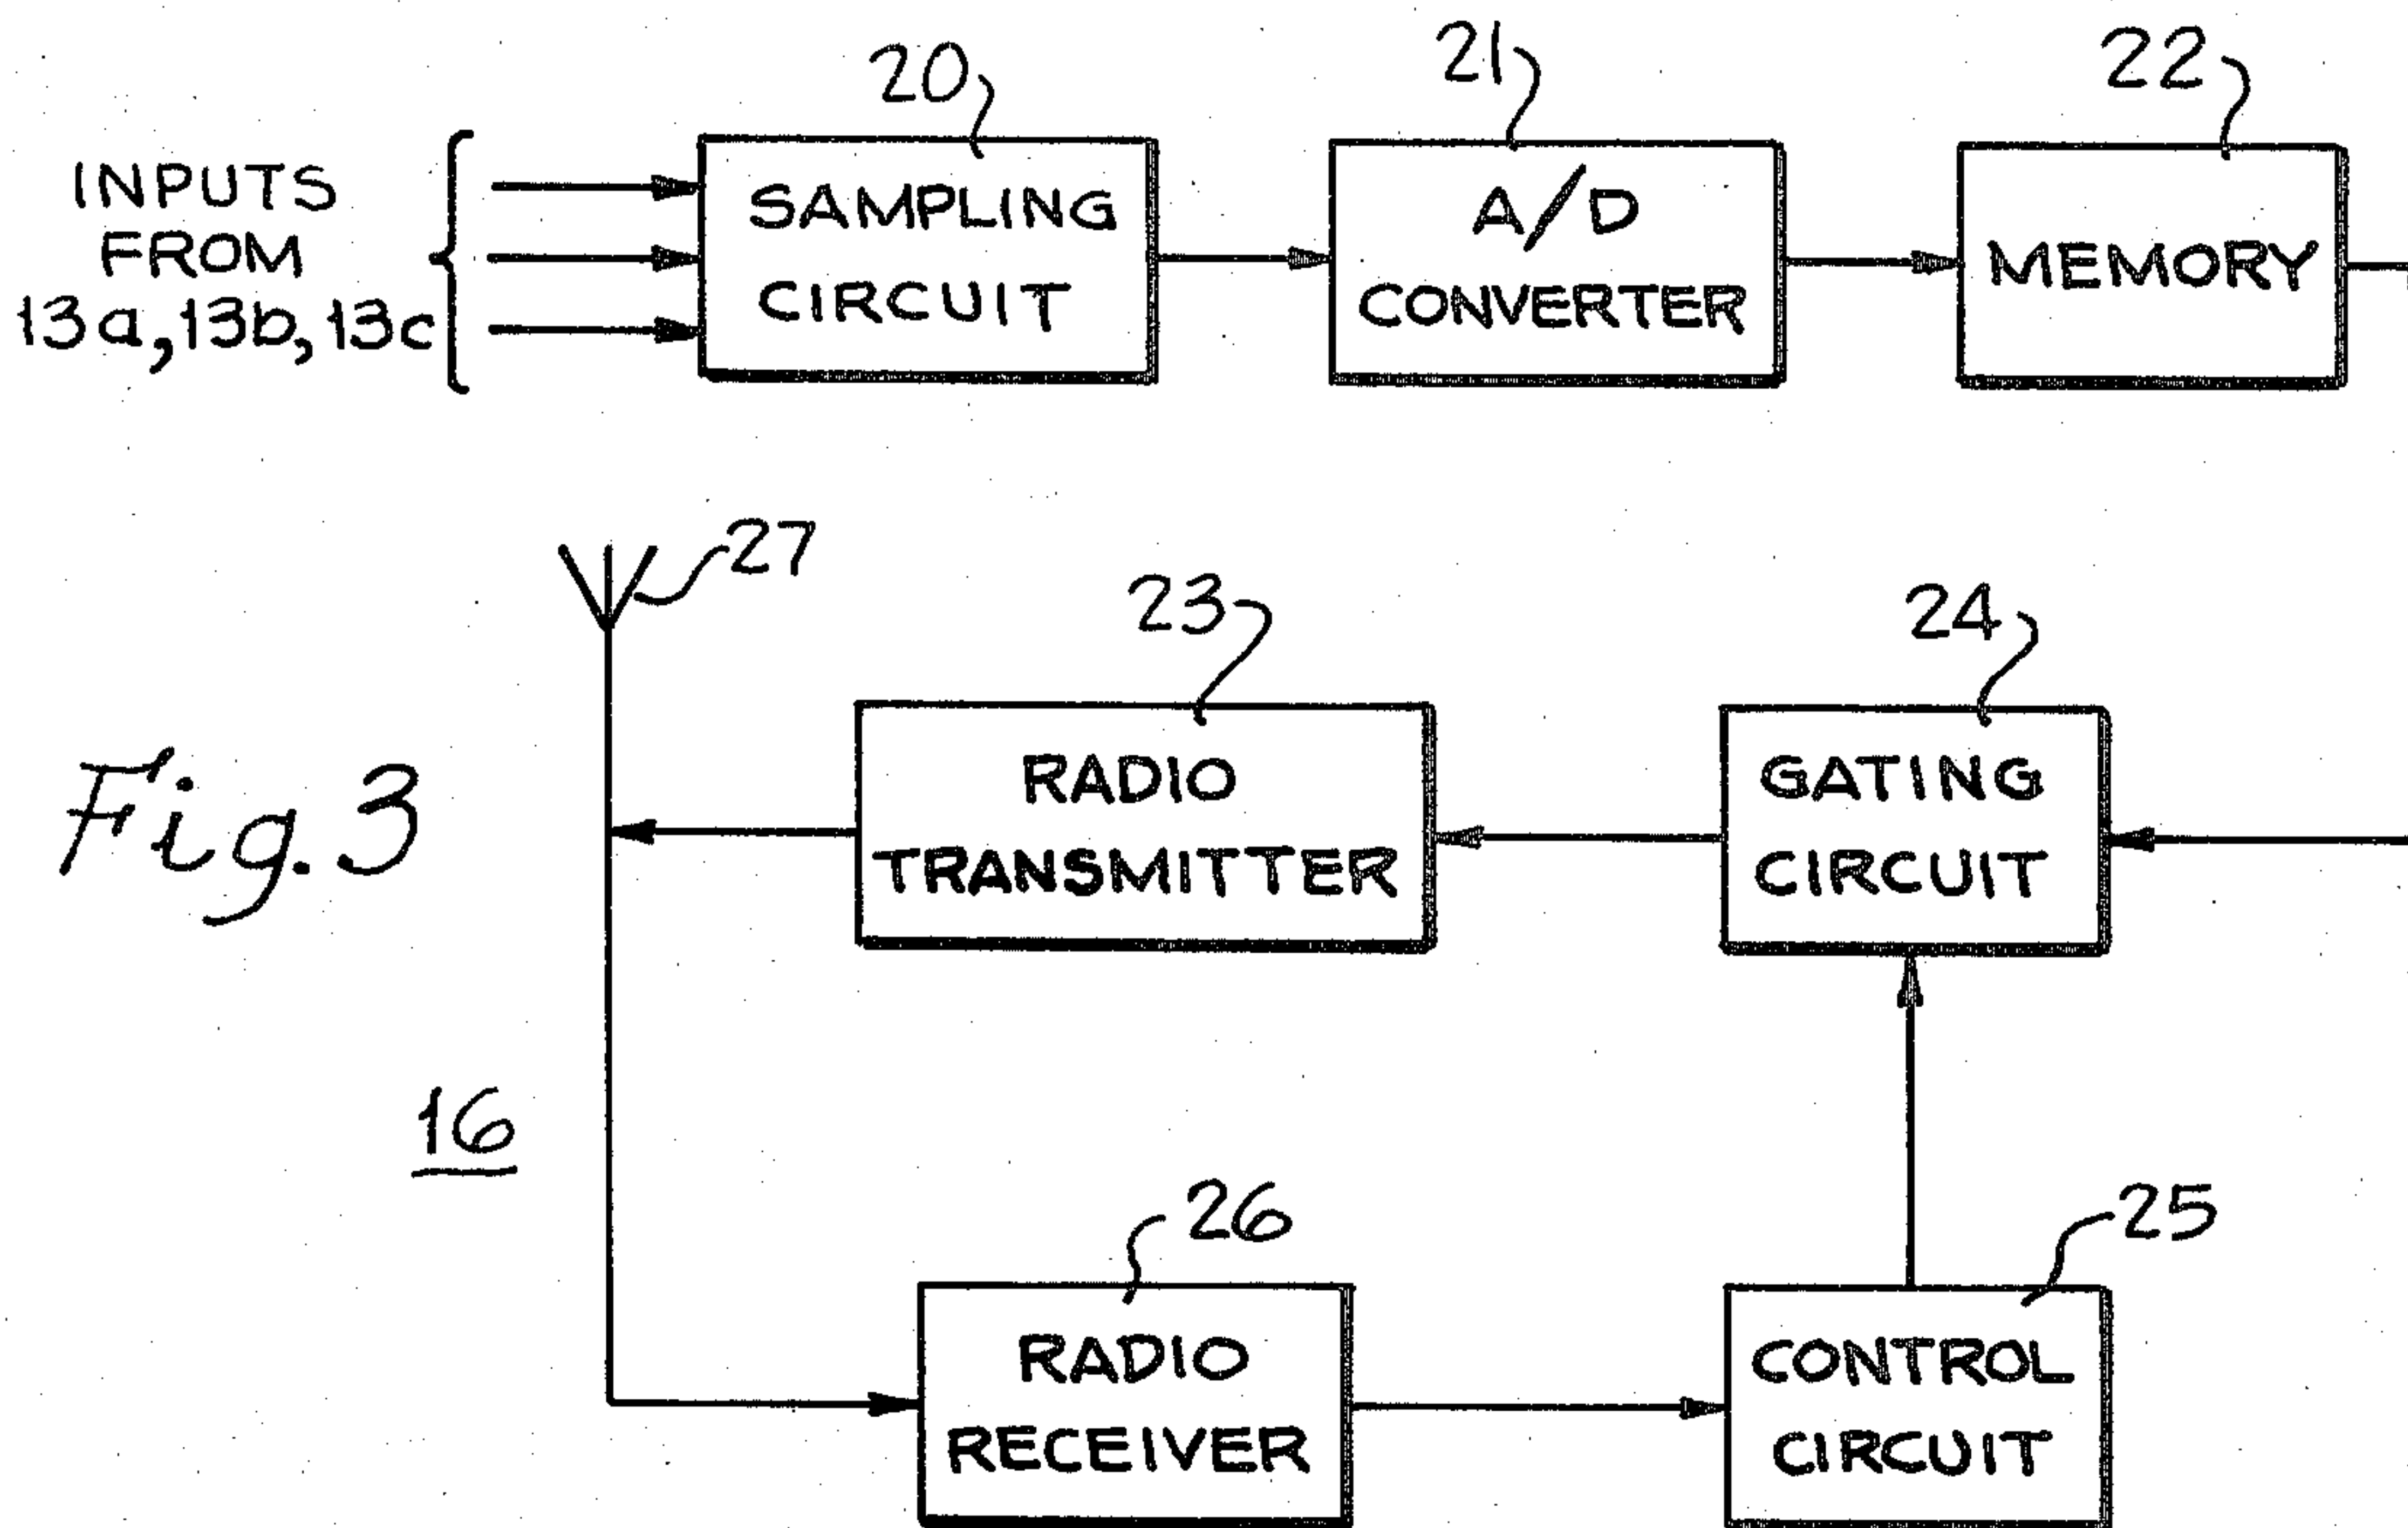 20
21
22
INPUTS
FROM
13a, 13b, 13c
SAMPLING
CIRCUIT
A/D
CONVERTER
MEMORY
27
23
24
Fig. 3
RADIO
TRANSMITTER
GATING
CIRCUIT
16
26
25
RADIO
RECEIVER
CONTROL
CIRCUIT